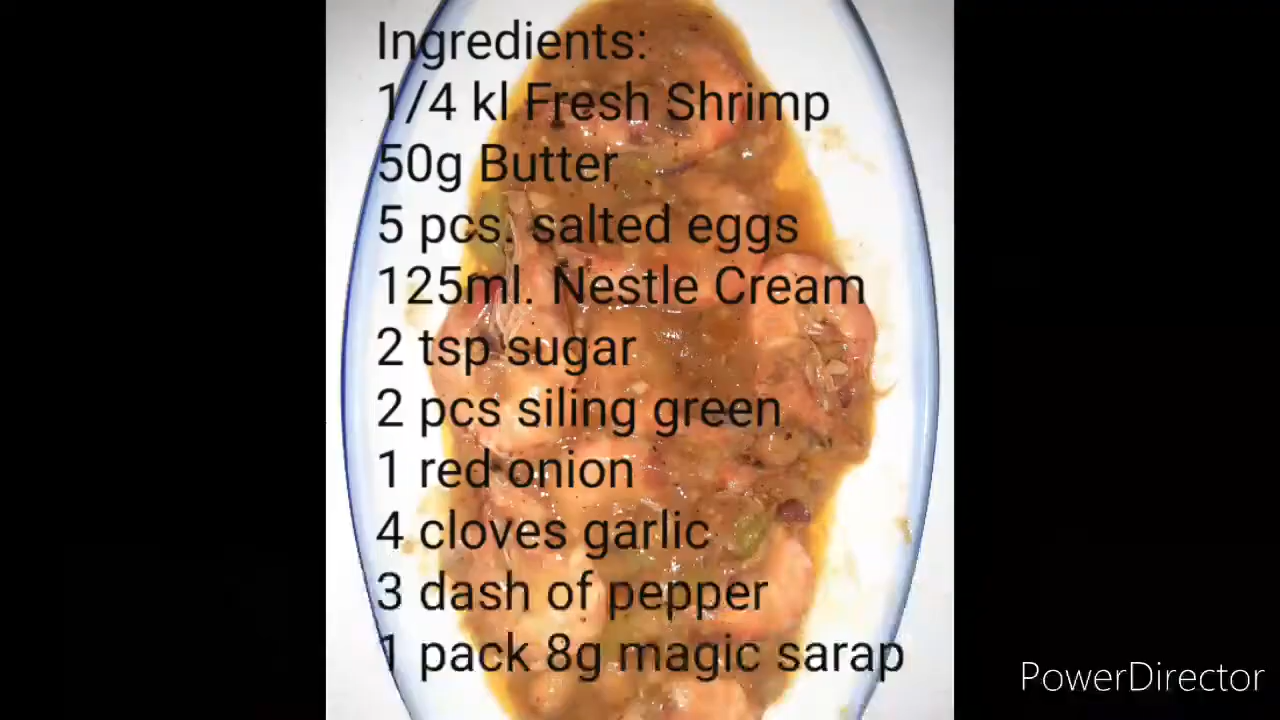 Ingredients:
1/4 kl Fresh Shrimp
50g Butter
5 pcs. salted eggs
125ml. Nestle Cream
2 tsp sugar
2 pcs siling green
1 red onion
4 cloves garlic
3 dash of pepper
1 pack 8g magic sarap
PowerDirector